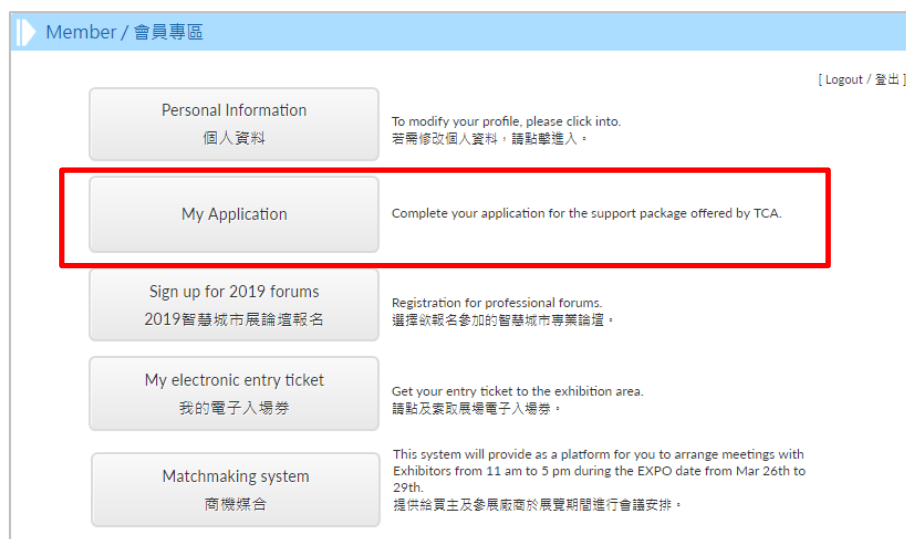 Member / 會員專區
[ Logout / 登出 ]
Personal Information
個人資料
To modify your profile, please click into.
若需修改個人資料，請點擊進入。
My Application
Complete your application for the support package offered by TCA.
Sign up for 2019 forums
2019智慧城市展論壇報名
Registration for professional forums.
選擇欲報名參加的智慧城市專業論壇。
My electronic entry ticket
我的電子入場券
Get your entry ticket to the exhibition area.
請點及索取展場電子入場券。
Matchmaking system
商機媒合
This system will provide as a platform for you to arrange meetings with
Exhibitors from 11 am to 5 pm during the EXPO date from Mar 26th to
29th.
提供給買主及參展廠商於展覽期間進行會議安排。